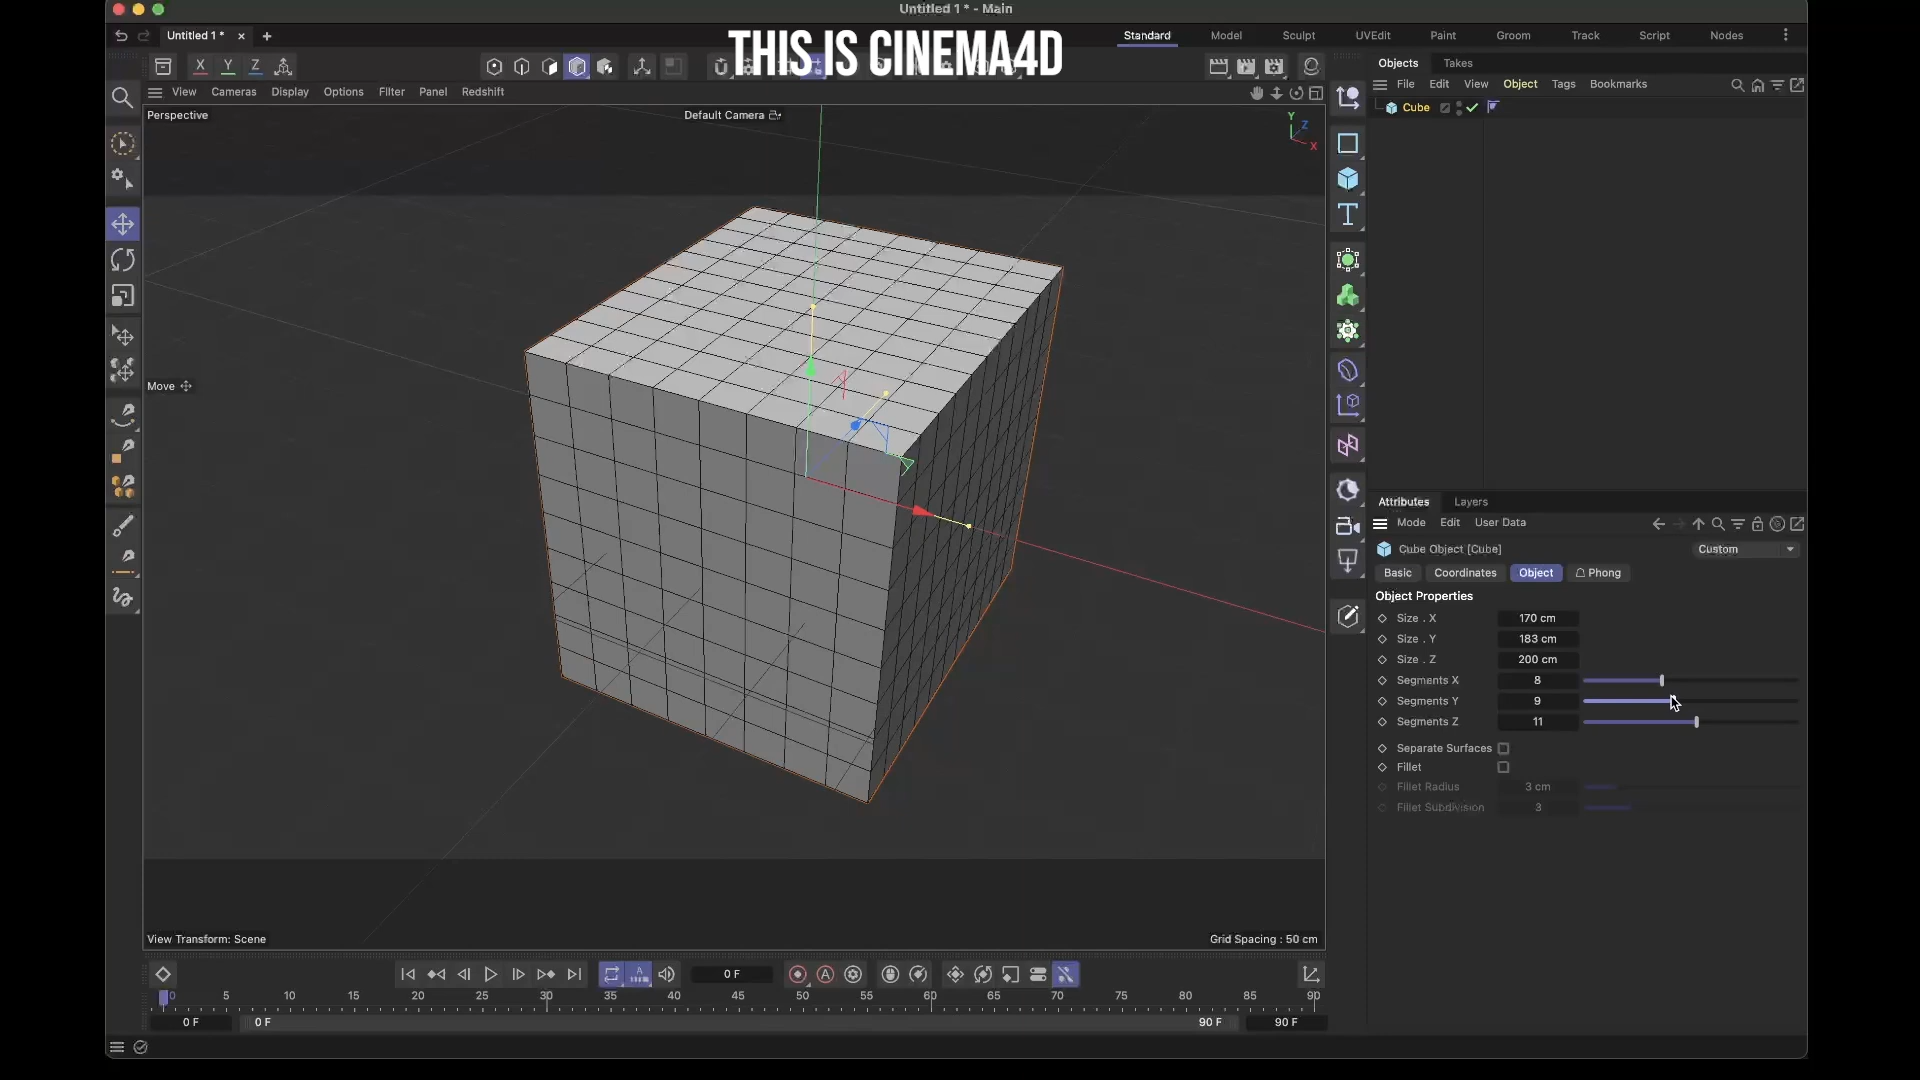 Untitled 1 * - Main
Untitled 1 *
THIS IS CINEMA4D
Standard
Model
Sculpt
UVEdit
Paint
Groom
Track
Script
Nodes
X
Y
Z
Objects
Takes
View
Cameras
Display
Options
Filter
Panel
Redshift
File
Edit
View
Object
Tags
Bookmarks
Cube
Perspective
Default Camera
Y
Z
X
Move
Attributes
Layers
Mode
Edit
User Data
Cube Object [Cube]
Custom
Basic
Coordinates
Object
Phong
Object Properties
Size . X 170 cm
Size . Y 183 cm
Size . Z 200 cm
Segments X 8
Segments Y 9
Segments Z 11
Separate Surfaces
Fillet
Fillet Radius 3 cm
Fillet Subdivision 3
View Transform: Scene
Grid Spacing : 50 cm
A
0 F
A
0 5 10 15 20 25 30 35 40 45 50 55 60 65 70 75 80 85 90
0 F
0 F
90 F
90 F